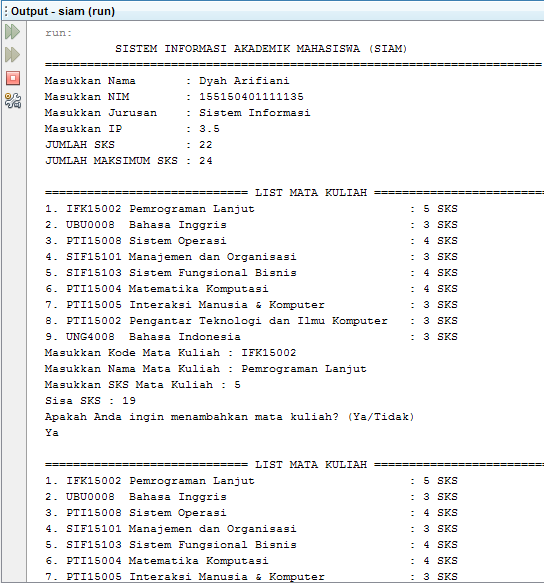 Output - siam (run)
run:
SISTEM INFORMASI AKADEMIK MAHASISWA (SIAM)
=======================================================================
Masukkan Nama       : Dyah Arifiani
Masukkan NIM        : 155150401111135
Masukkan Jurusan    : Sistem Informasi
Masukkan IP         : 3.5
JUMLAH SKS          : 22
JUMLAH MAKSIMUM SKS : 24
============================= LIST MATA KULIAH ========================
1. IFK15002 Pemrograman Lanjut                      : 5 SKS
2. UBU0008  Bahasa Inggris                          : 3 SKS
3. PTI15008 Sistem Operasi                          : 4 SKS
4. SIF15101 Manajemen dan Organisasi                : 3 SKS
5. SIF15103 Sistem Fungsional Bisnis                : 4 SKS
6. PTI15004 Matematika Komputasi                    : 4 SKS
7. PTI15005 Interaksi Manusia & Komputer            : 3 SKS
8. PTI15002 Pengantar Teknologi dan Ilmu Komputer   : 3 SKS
9. UNG4008  Bahasa Indonesia                        : 3 SKS
Masukkan Kode Mata Kuliah : IFK15002
Masukkan Nama Mata Kuliah : Pemrograman Lanjut
Masukkan SKS Mata Kuliah : 5
Sisa SKS : 19
Apakah Anda ingin menambahkan mata kuliah? (Ya/Tidak)
Ya
============================= LIST MATA KULIAH ========================
1. IFK15002 Pemrograman Lanjut                      : 5 SKS
2. UBU0008  Bahasa Inggris                          : 3 SKS
3. PTI15008 Sistem Operasi                          : 4 SKS
4. SIF15101 Manajemen dan Organisasi                : 3 SKS
5. SIF15103 Sistem Fungsional Bisnis                : 4 SKS
6. PTI15004 Matematika Komputasi                    : 4 SKS
7. PTI15005 Interaksi Manusia & Komputer            : 3 SKS